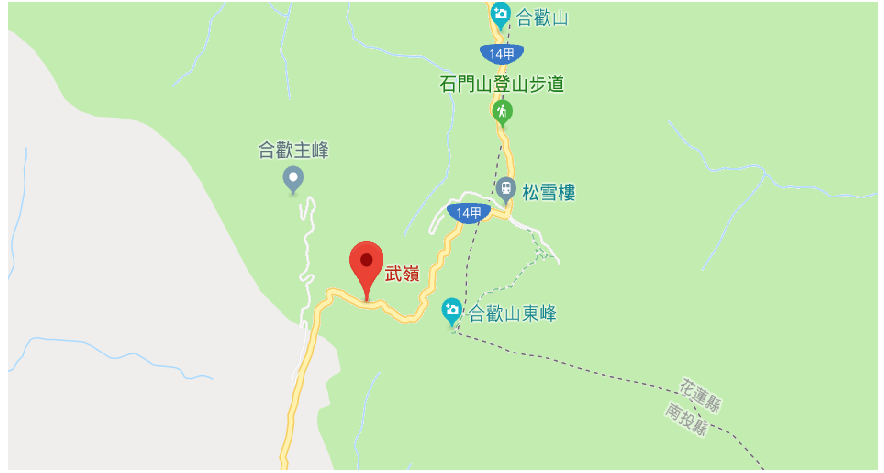 合歡山
14甲
石門山登山步道
合歡主峰
松雪樓
14甲
武嶺
合歡山東峰
花蓮縣
南投縣